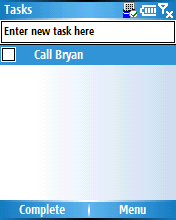 Tasks
Enter new task here
Call Bryan
Complete Menu